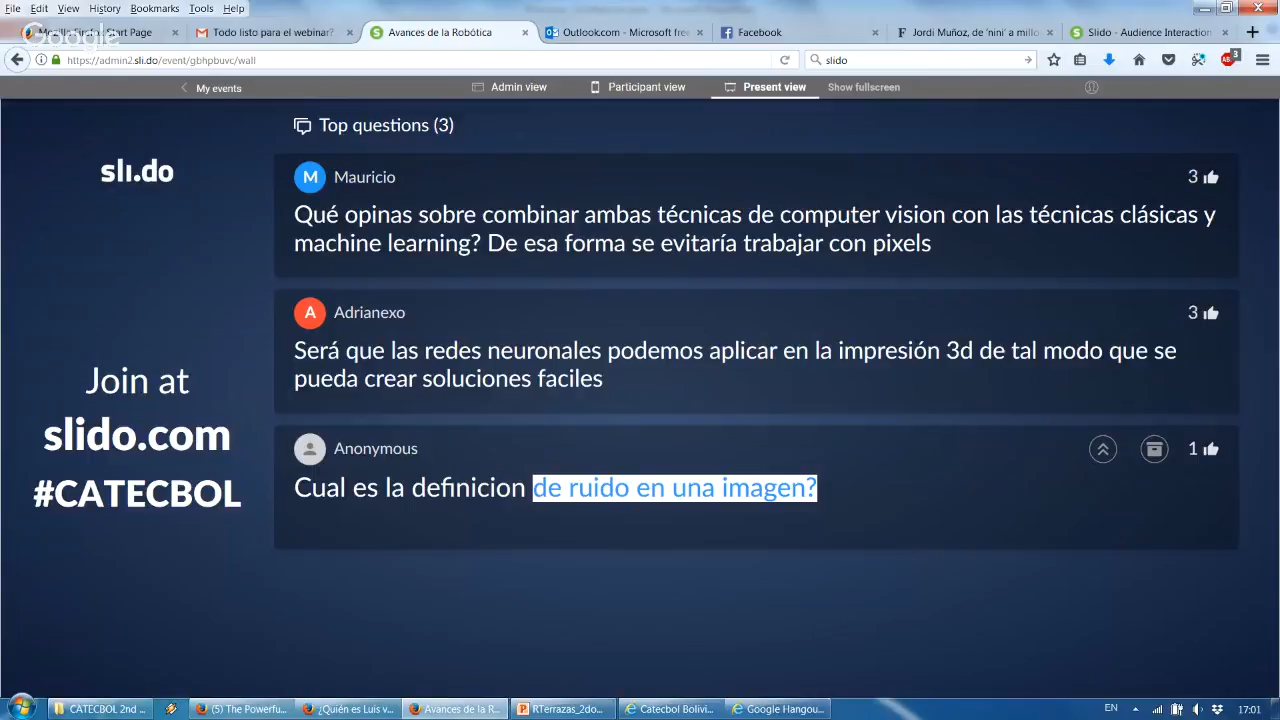 File Edit View History Bookmarks Tools Help
Mozilla Firefox Start Page
Google
Todo listo para el webinar?
Avances de la Robótica
Outlook.com - Microsoft free
Facebook
Jordi Muñoz, de 'nini' a millo
Slido - Audience Interaction
https://admin2.sli.do/event/gbhpbuvc/wall
slido
3
My events
Admin view
Participant view
Present view
Show fullscreen
Top questions (3)
sli.do
M Mauricio 3
Qué opinas sobre combinar ambas técnicas de computer vision con las técnicas clásicas y
machine learning? De esa forma se evitaría trabajar con pixels
A Adrianexo 3
Será que las redes neuronales podemos aplicar en la impresión 3d de tal modo que se
pueda crear soluciones faciles
Join at
slido.com
#CATECBOL
Anonymous 1
Cual es la definicion de ruido en una imagen?
CATECBOL 2nd ...
(5) The Powerfu...
¿Quién es Luis v...
Avances de la R...
RTerrazas_2do...
Catecbol Bolivi...
Google Hangou...
EN
17:01